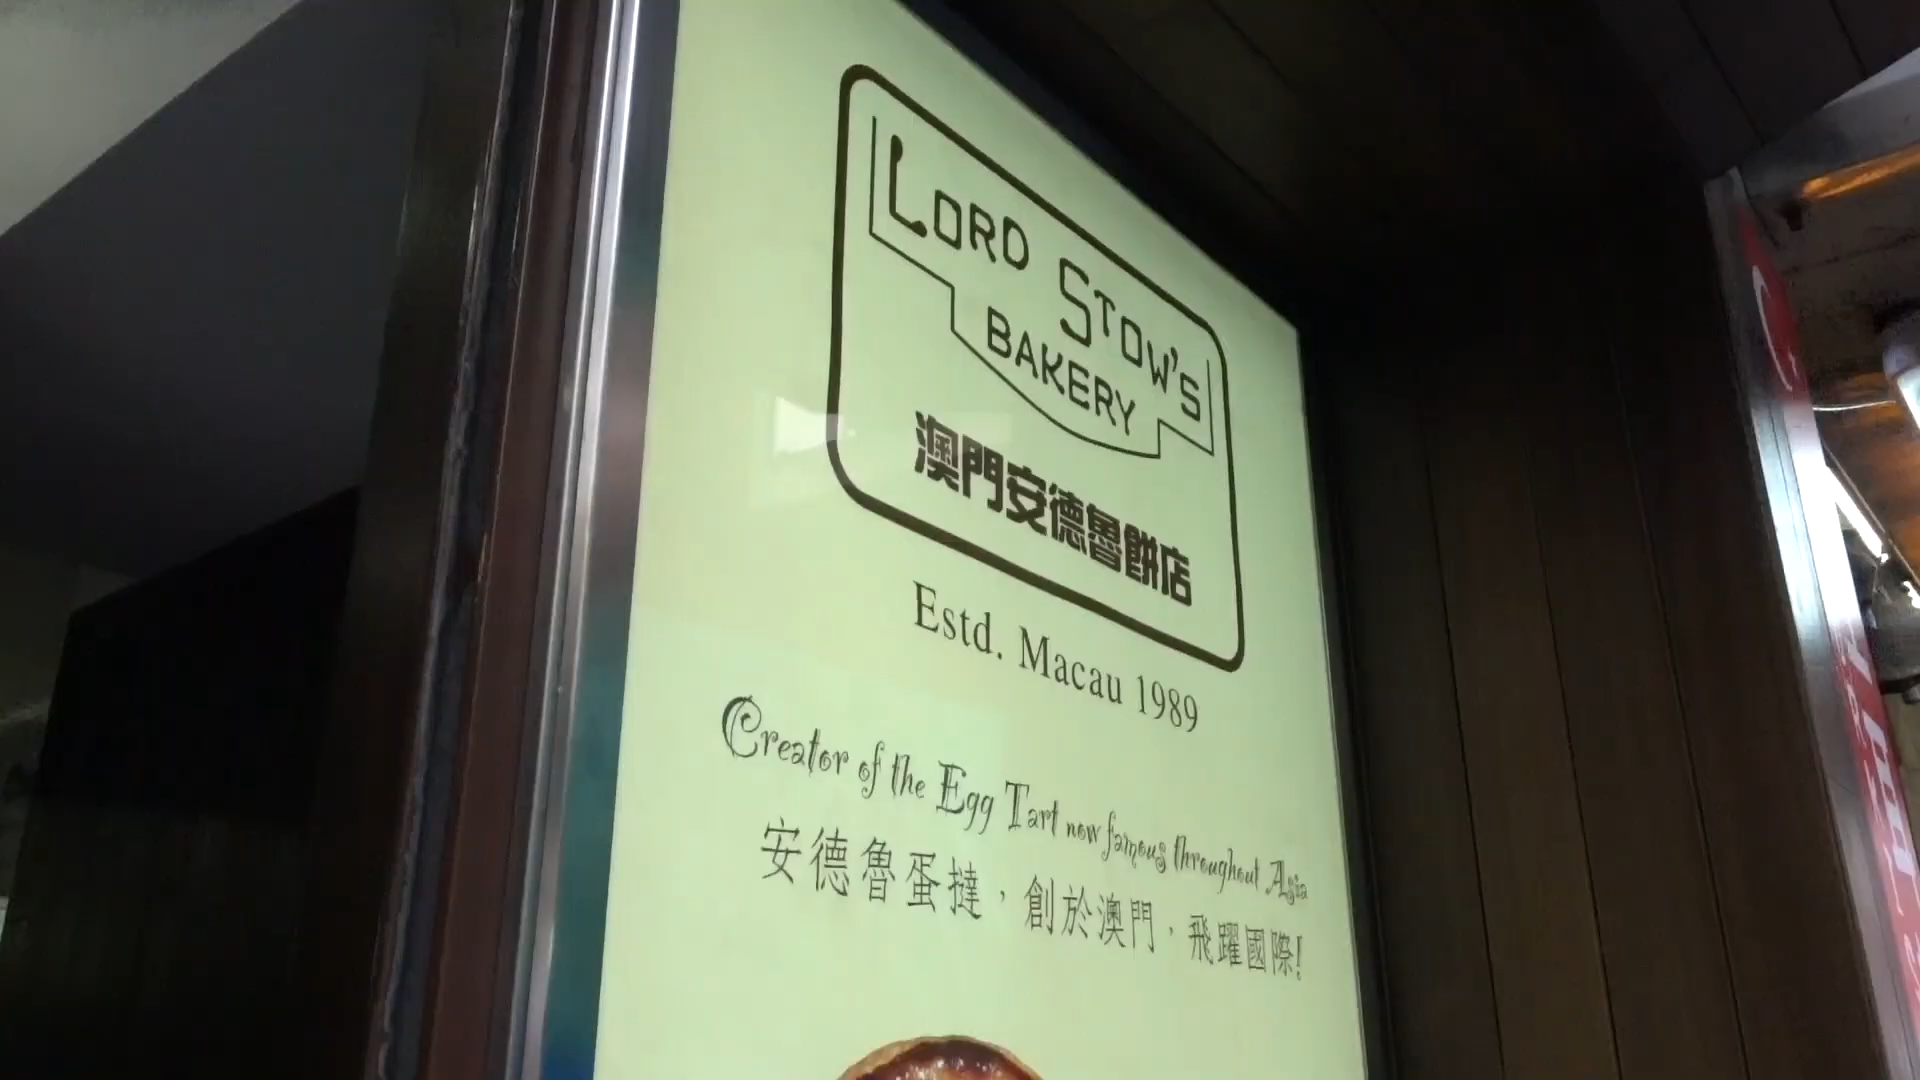 LORD STOW'S
BAKERY
澳門安德魯餅店
Estd. Macau 1989
Creator of the Egg Tart now famous throughout Asia
安德魯蛋撻，創於澳門，飛躍國際!